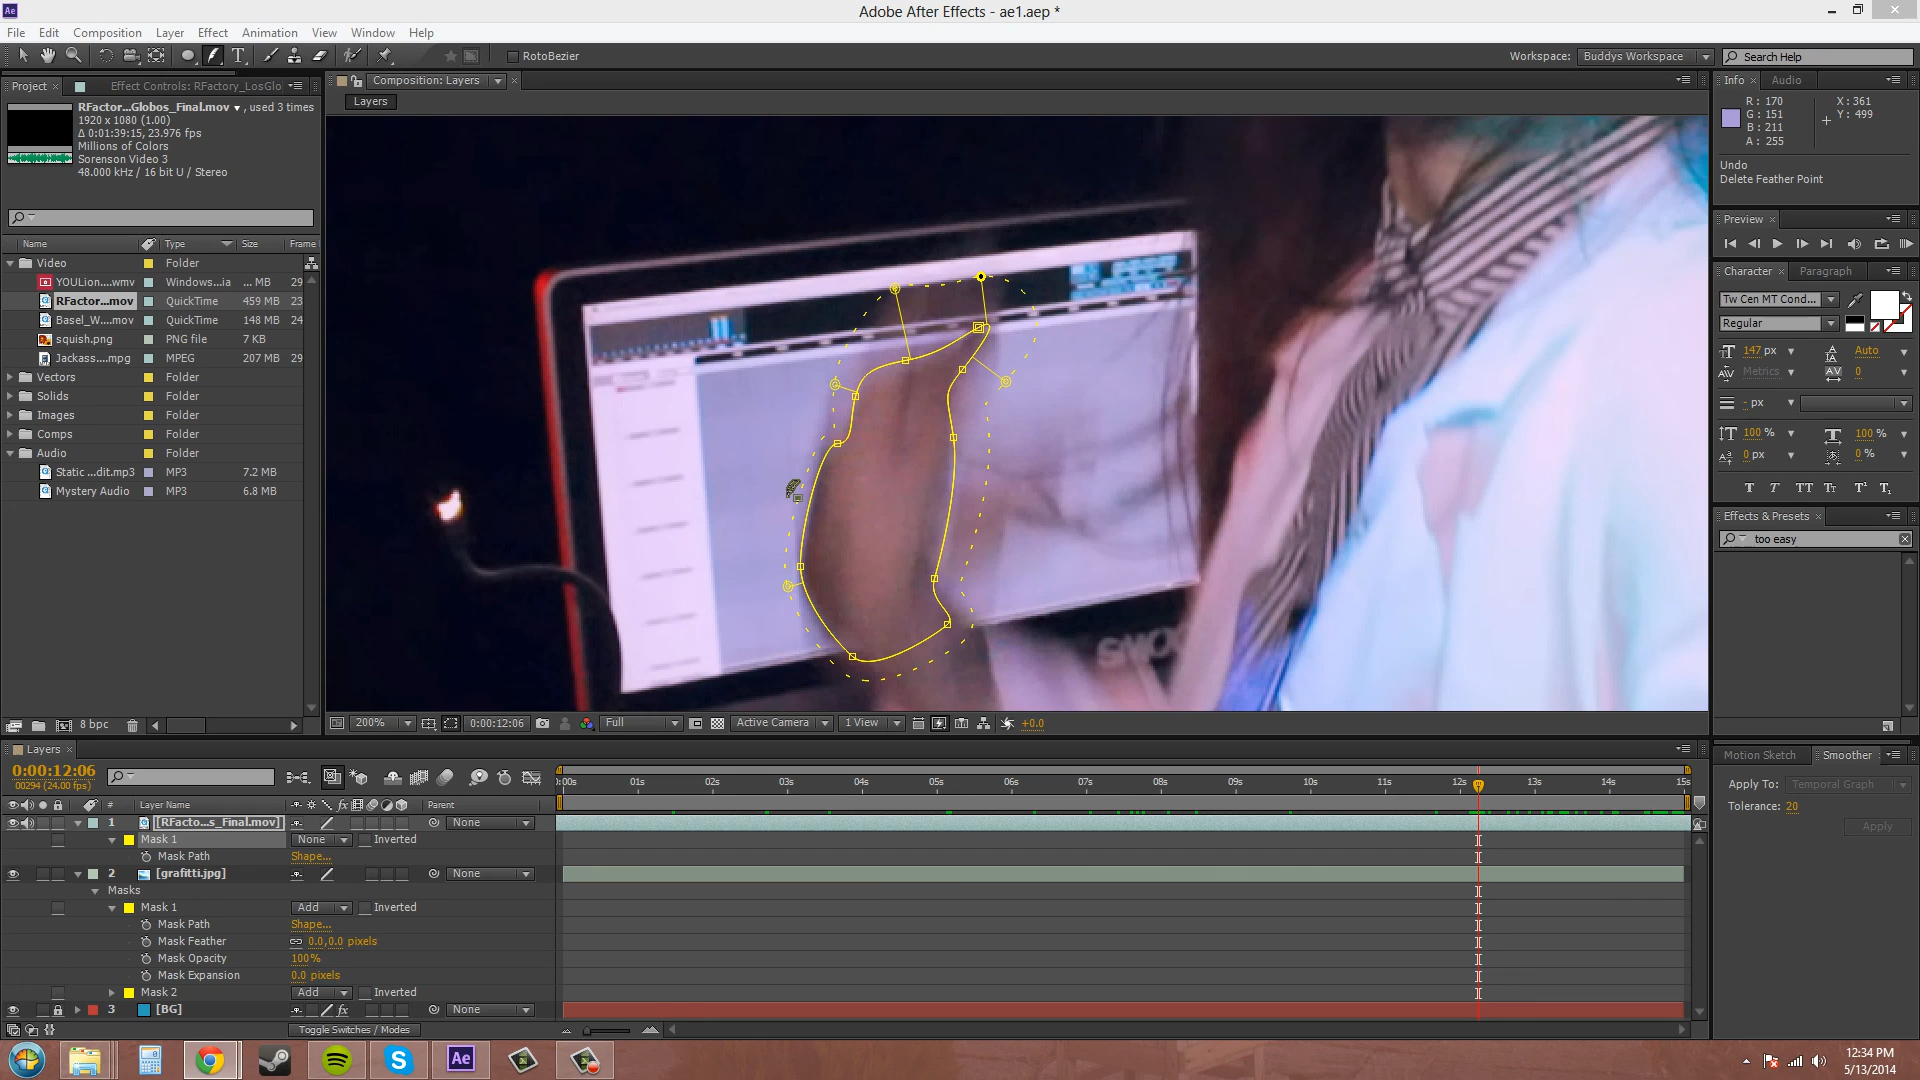 Adobe After Effects - ae1.aep *
File Edit Composition Layer Effect Animation View Window Help
RotoBezier
Workspace: Buddys Workspace Search Help
Project Effect Controls: RFactory_LosGlo
Composition: Layers
Info Audio
Layers
RFactor...Globos_Final.mov , used 3 times
1920 x 1080 (1.00)
Δ 0:01:39:15, 23.976 fps
Millions of Colors
Sorenson Video 3
48.000 kHz / 16 bit U / Stereo
R: 170 X: 361
G: 151 Y: 499
B: 211
A: 255
Undo
Delete Feather Point
Preview
Name Type Size Frame
Video Folder
YOULion....wmv Windows...ia ... MB 29
RFactor...mov QuickTime 459 MB 23
Basel_W....mov QuickTime 148 MB 24
squish.png PNG file 7 KB
Jackass....mpg MPEG 207 MB 29
Vectors Folder
Solids Folder
Images Folder
Comps Folder
Audio Folder
Static ...dit.mp3 MP3 7.2 MB
Mystery Audio MP3 6.8 MB
Character Paragraph
Tw Cen MT Cond...
Regular
147 px Auto
Metrics 0
- px
100 % 100 %
0 px 0 %
T T TT Tt T¹ T₁
Effects & Presets
too easy
8 bpc
200% 0:00:12:06 Full Active Camera 1 View +0.0
Layers
0:00:12:06
00294 (24.00 fps)
):00s 01s 02s 03s 04s 05s 06s 07s 08s 09s 10s 11s 12s 13s 14s 15s
# Layer Name Parent
1 [RFacto...s_Final.mov] None
Mask 1 None Inverted
Mask Path Shape...
2 [grafitti.jpg] None
Masks
Mask 1 Add Inverted
Mask Path Shape...
Mask Feather 0.0,0.0 pixels
Mask Opacity 100%
Mask Expansion 0.0 pixels
Mask 2 Add Inverted
3 [BG] None
Toggle Switches / Modes
Motion Sketch Smoother
Apply To: Temporal Graph
Tolerance: 20
Apply
12:34 PM
5/13/2014